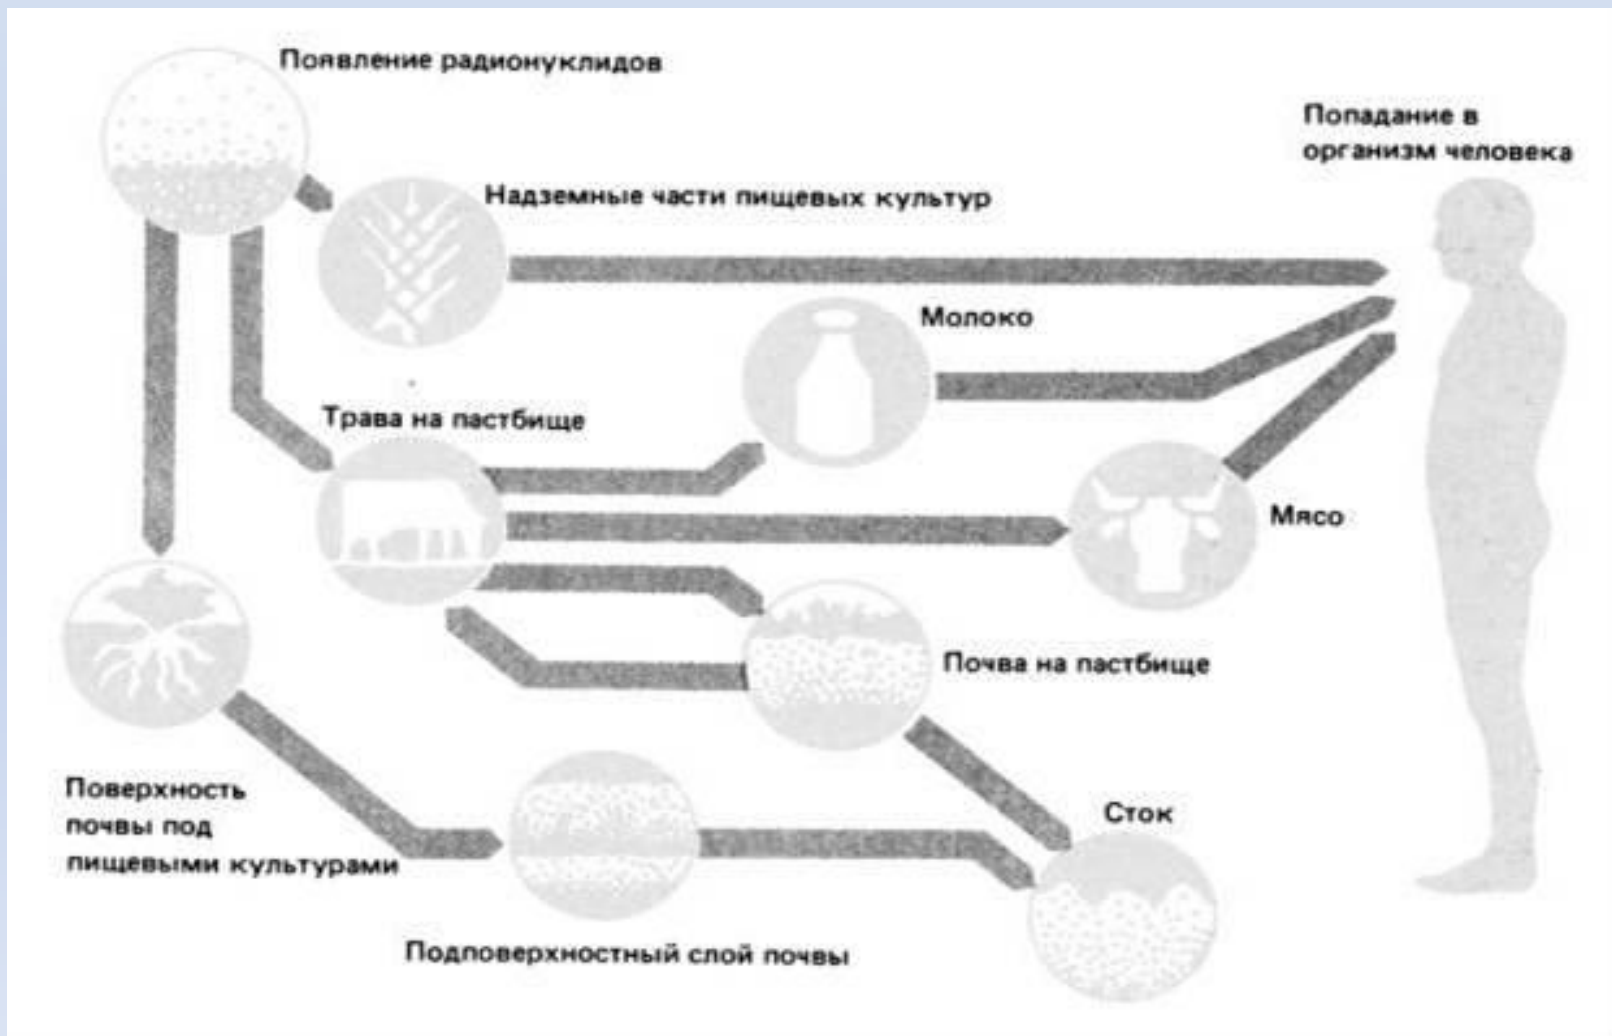 Появление радионуклидов
Попадание в
организм человека
Надземные части пищевых культур
Молоко
Трава на пастбище
Мясо
Почва на пастбище
Поверхность
почвы под
пищевыми культурами
Сток
Подповерхностный слой почвы